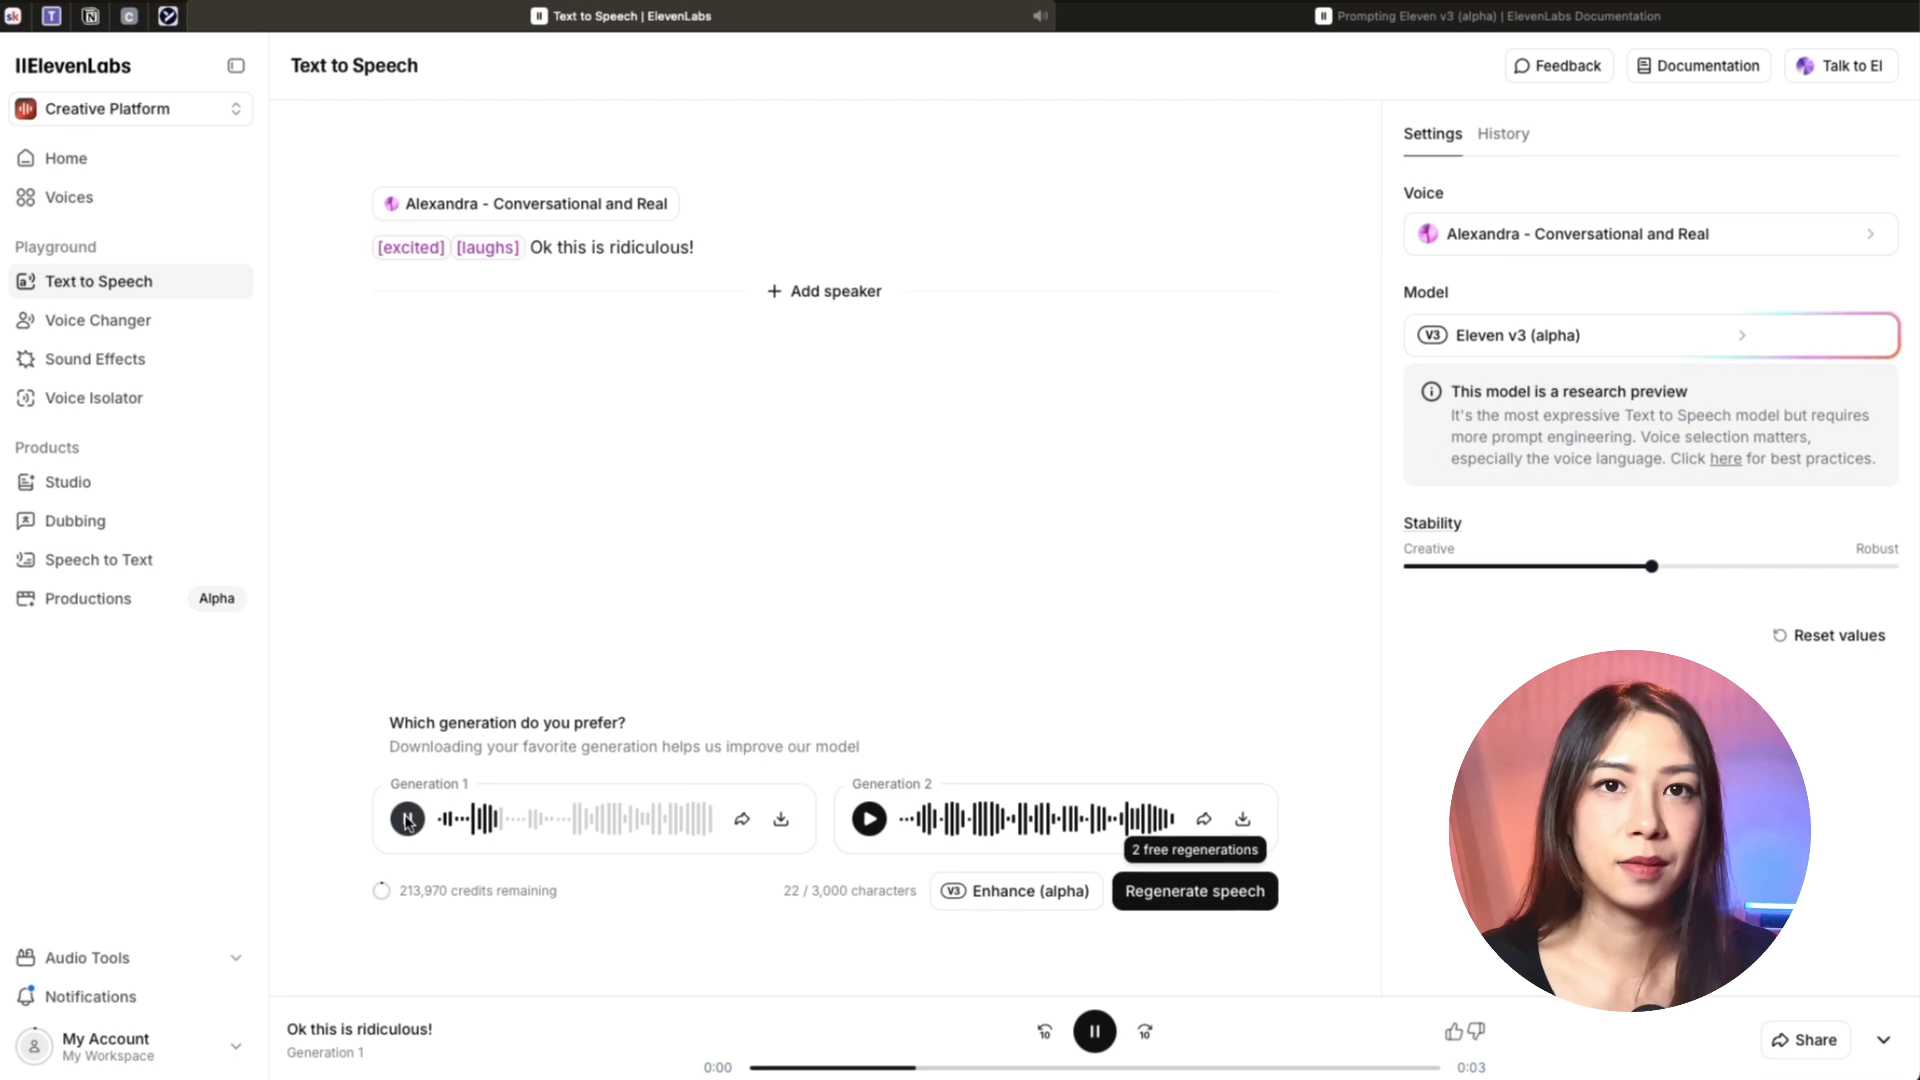 sk
T
N
C
Text to Speech | ElevenLabs
Prompting Eleven v3 (alpha) | ElevenLabs Documentation
IIElevenLabs
Creative Platform
Home
Voices
Playground
Text to Speech
Voice Changer
Sound Effects
Voice Isolator
Products
Studio
Dubbing
Speech to Text
Productions
Alpha
Audio Tools
Notifications
My Account
My Workspace
Text to Speech
Feedback
Documentation
Talk to El
Alexandra - Conversational and Real
[excited] [laughs] Ok this is ridiculous!
+ Add speaker
Which generation do you prefer?
Downloading your favorite generation helps us improve our model
Generation 1
Generation 2
2 free regenerations
213,970 credits remaining
22 / 3,000 characters
V3 Enhance (alpha)
Regenerate speech
Settings
History
Voice
Alexandra - Conversational and Real
Model
V3 Eleven v3 (alpha)
This model is a research preview
It's the most expressive Text to Speech model but requires
more prompt engineering. Voice selection matters,
especially the voice language. Click here for best practices.
Stability
Creative
Robust
Reset values
Ok this is ridiculous!
Generation 1
10
10
0:00
0:03
Share